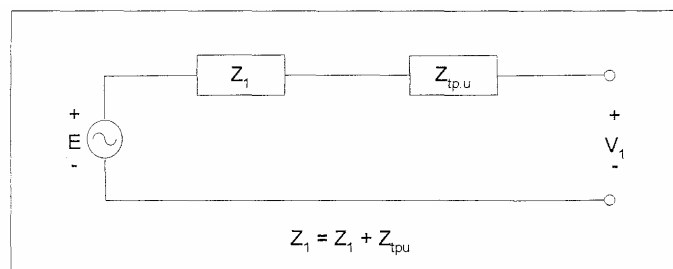 Z1 Ztp.u
+ +
E V1
- -
Z1 = Z1 + Ztpu